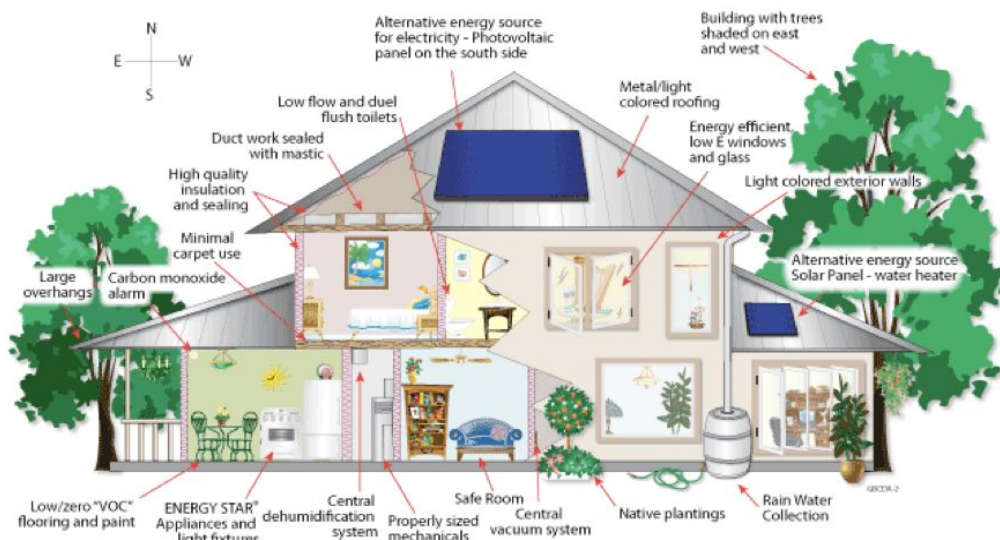 N
E
W
S
Alternative energy source
for electricity - Photovoltaic
panel on the south side
Building with trees
shaded on east
and west
Low flow and duel
flush toilets
Metal/light
colored roofing
Duct work sealed
with mastic
Energy efficient,
low E windows
and glass
High quality
insulation
and sealing
Light colored exterior walls
Minimal
carpet use
Alternative energy source
Solar Panel - water heater
Large
overhangs
Carbon monoxide
alarm
Low/zero "VOC"
flooring and paint
ENERGY STAR®
Appliances and
light fixtures
Central
dehumidification
system
Properly sized
mechanicals
Safe Room
Central
vacuum system
Native plantings
Rain Water
Collection